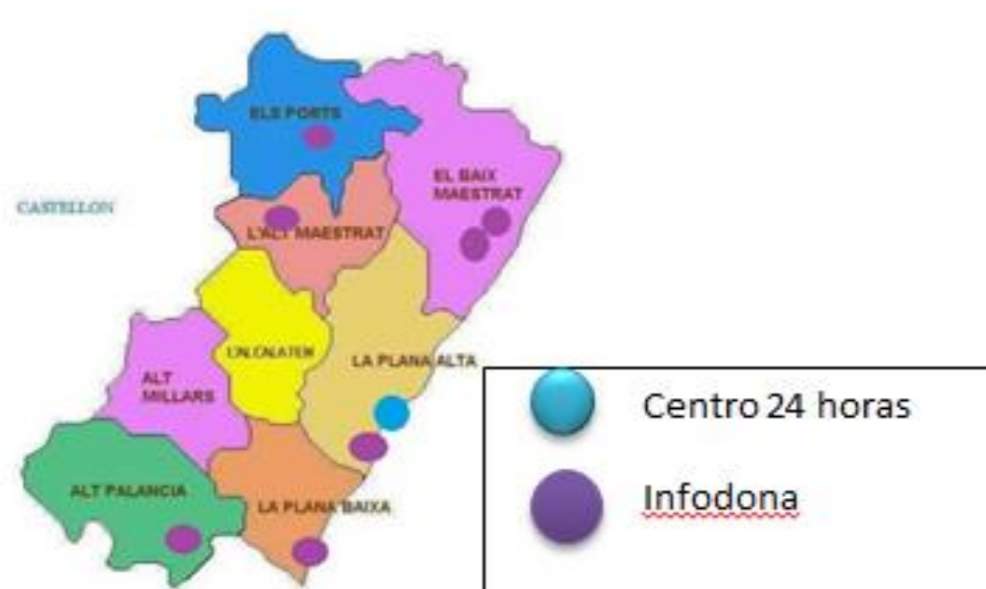 ELS PORTS
EL BAIX
MAESTRAT
CASTELLON
L'ALT MAESTRAT
LA PLANA ALTA
ALT
MILLARS
ALT PALANCIA
LA PLANA BAIXA
Centro 24 horas
Infodona